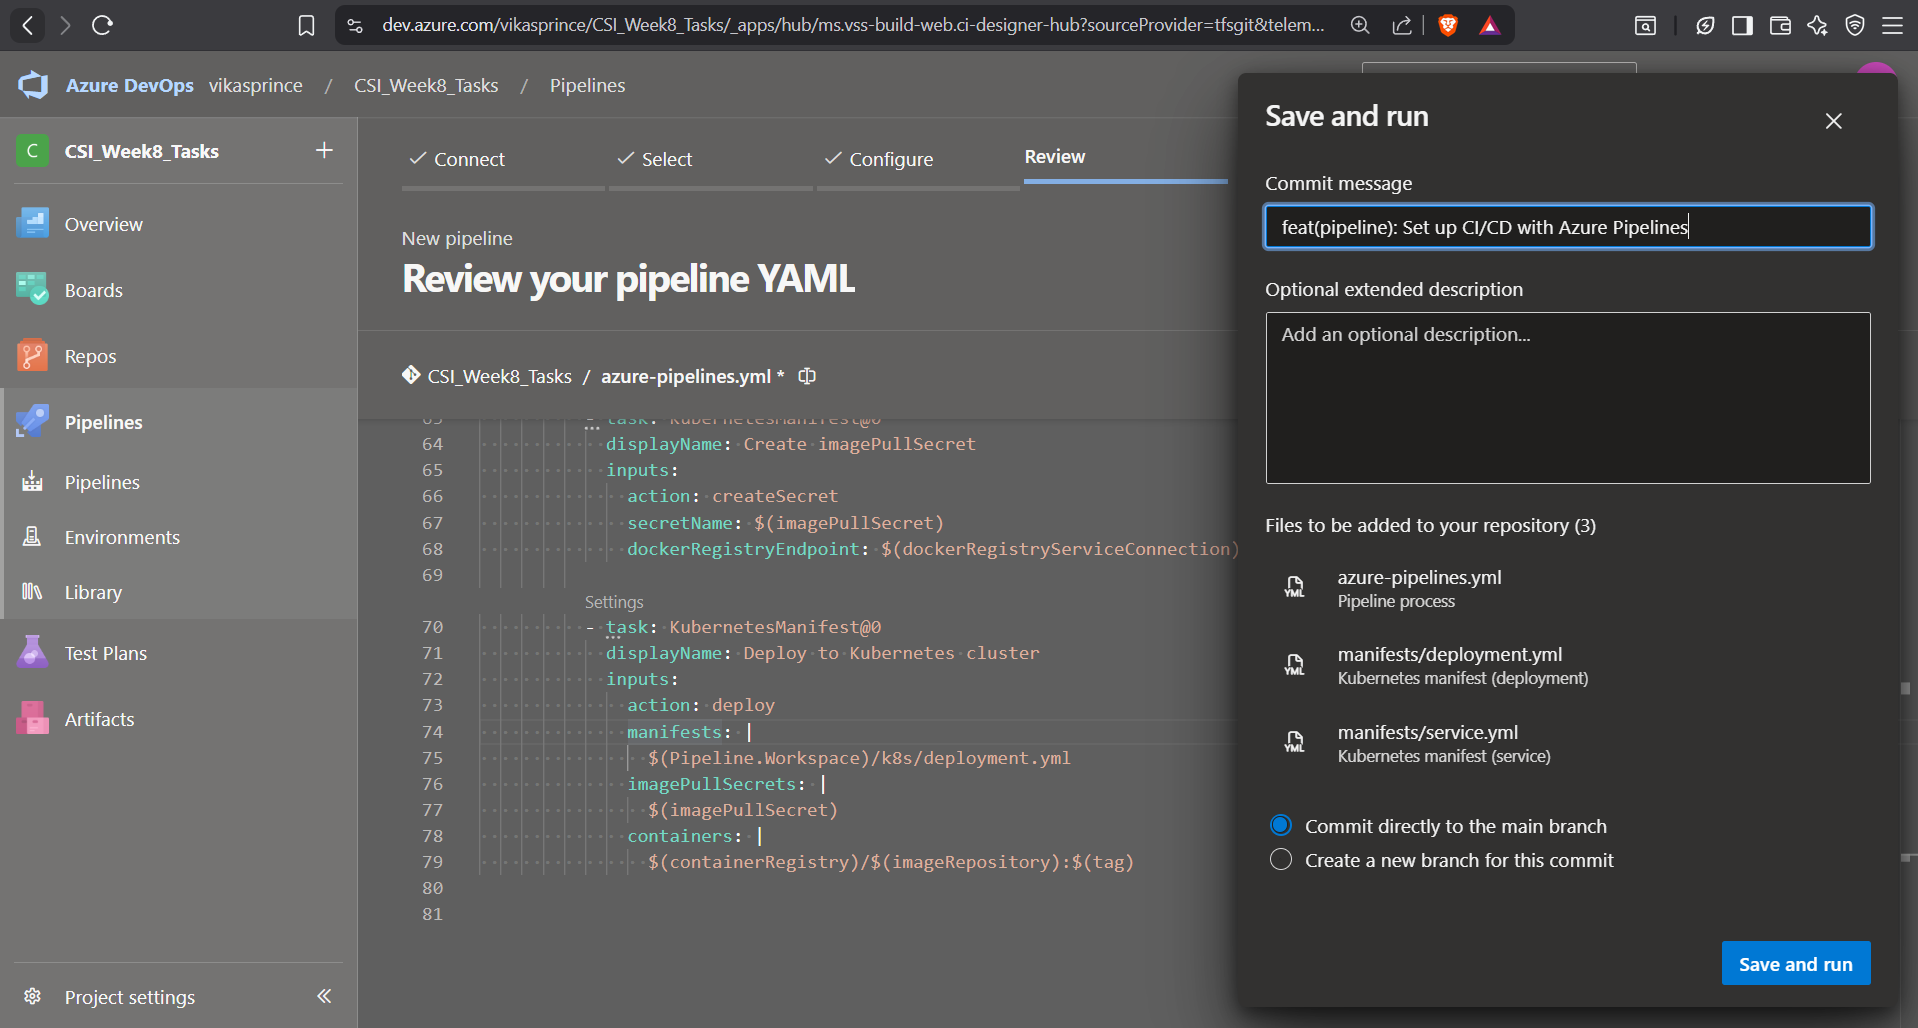 dev.azure.com/vikasprince/CSI_Week8_Tasks/_apps/hub/ms.vss-build-web.ci-designer-hub?sourceProvider=tfsgit&telem...
Azure DevOps vikasprince / CSI_Week8_Tasks / Pipelines
C CSI_Week8_Tasks
Overview
Boards
Repos
Pipelines
Pipelines
Environments
Library
Test Plans
Artifacts
Project settings
Connect
Select
Configure
Review
New pipeline
Review your pipeline YAML
CSI_Week8_Tasks / azure-pipelines.yml *
63 - task: KubernetesManifest@0
64 displayName: Create imagePullSecret
65 inputs:
66 action: createSecret
67 secretName: $(imagePullSecret)
68 dockerRegistryEndpoint: $(dockerRegistryServiceConnection)
69
Settings
70 - task: KubernetesManifest@0
71 displayName: Deploy to Kubernetes cluster
72 inputs:
73 action: deploy
74 manifests: |
75 $(Pipeline.Workspace)/k8s/deployment.yml
76 imagePullSecrets: |
77 $(imagePullSecret)
78 containers: |
79 $(containerRegistry)/$(imageRepository):$(tag)
80
81
Save and run
Commit message
feat(pipeline): Set up CI/CD with Azure Pipelines
Optional extended description
Add an optional description...
Files to be added to your repository (3)
YML
azure-pipelines.yml
Pipeline process
YML
manifests/deployment.yml
Kubernetes manifest (deployment)
YML
manifests/service.yml
Kubernetes manifest (service)
Commit directly to the main branch
Create a new branch for this commit
Save and run